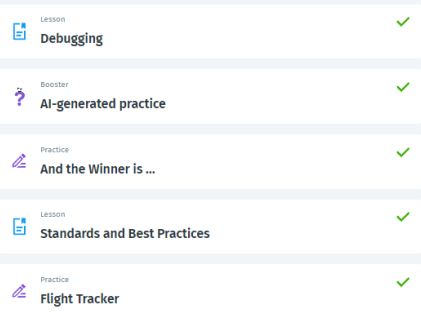 Lesson
Debugging
Booster
AI-generated practice
Practice
And the Winner is ...
Lesson
Standards and Best Practices
Practice
Flight Tracker